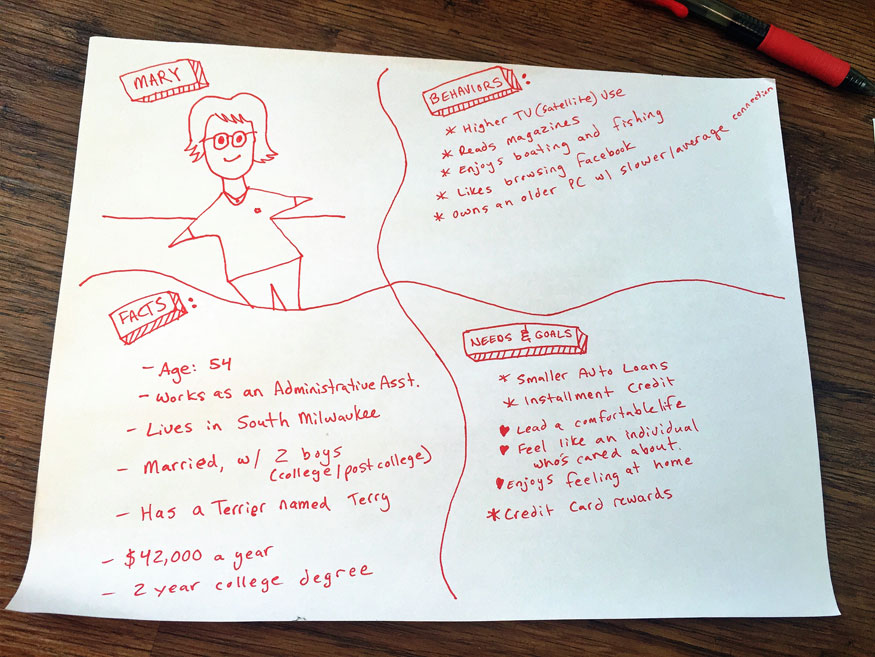 MARY
BEHAVIORS:
* Higher TV (satellite) Use
* Reads Magazines
* Enjoys boating and fishing
* Likes browsing Facebook
* Owns an older PC w/ slower/average connection
FACTS:
- Age: 54
- Works as an Administrative Asst.
- Lives in South Milwaukee
- Married, w/ 2 boys
(college/post college)
- Has a Terrier named Terry
- $42,000 a year
- 2 year college degree
NEEDS & GOALS
* Smaller Auto Loans
* Installment Credit
♥ Lead a comfortable life
♥ Feel like an individual
who's cared about.
♥ Enjoys feeling at home
* Credit Card rewards